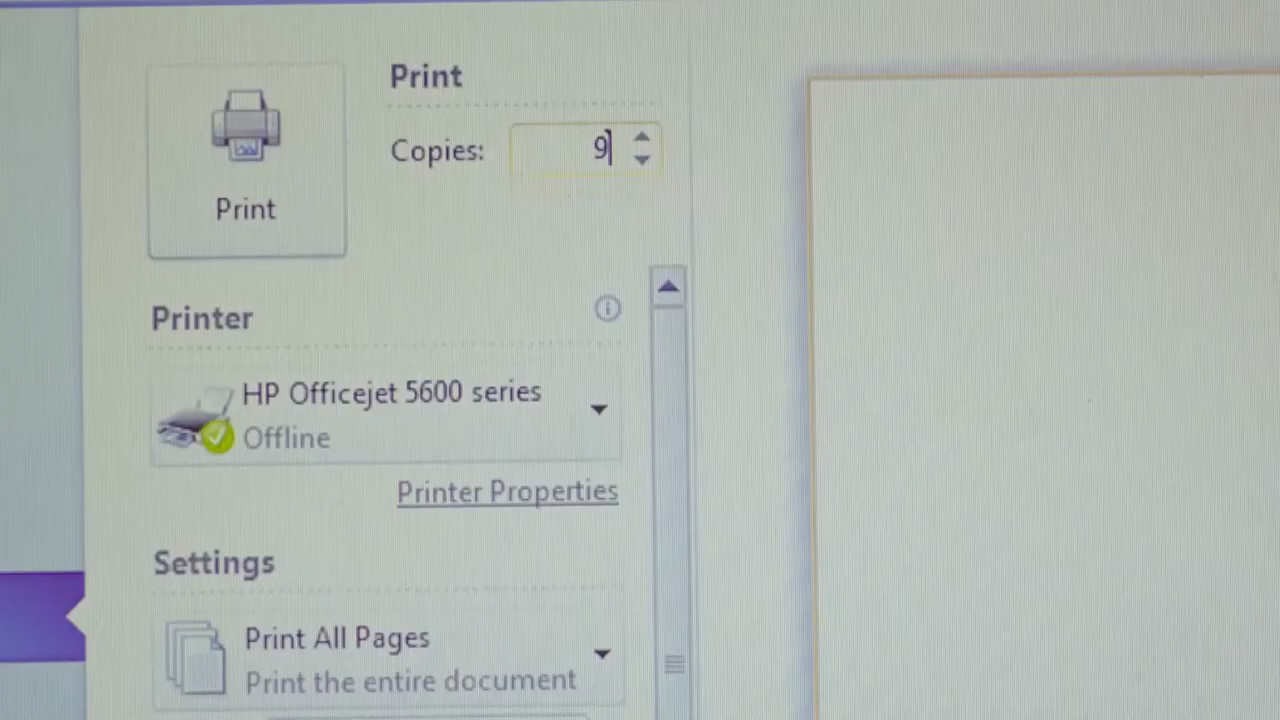 Print
Copies: 9
Print
Printer
HP Officejet 5600 series
Offline
Printer Properties
Settings
Print All Pages
Print the entire document